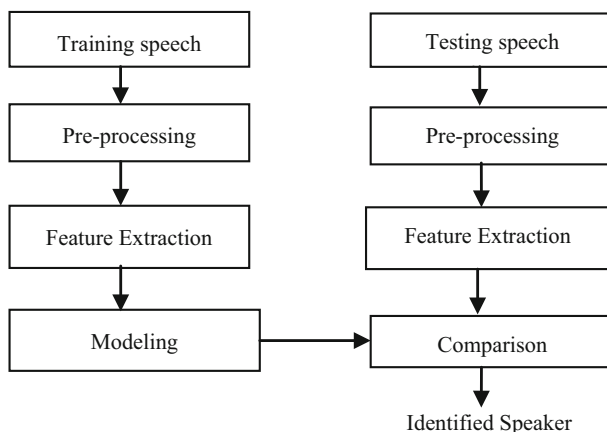 Training speech
Pre-processing
Feature Extraction
Modeling
Testing speech
Pre-processing
Feature Extraction
Comparison
Identified Speaker